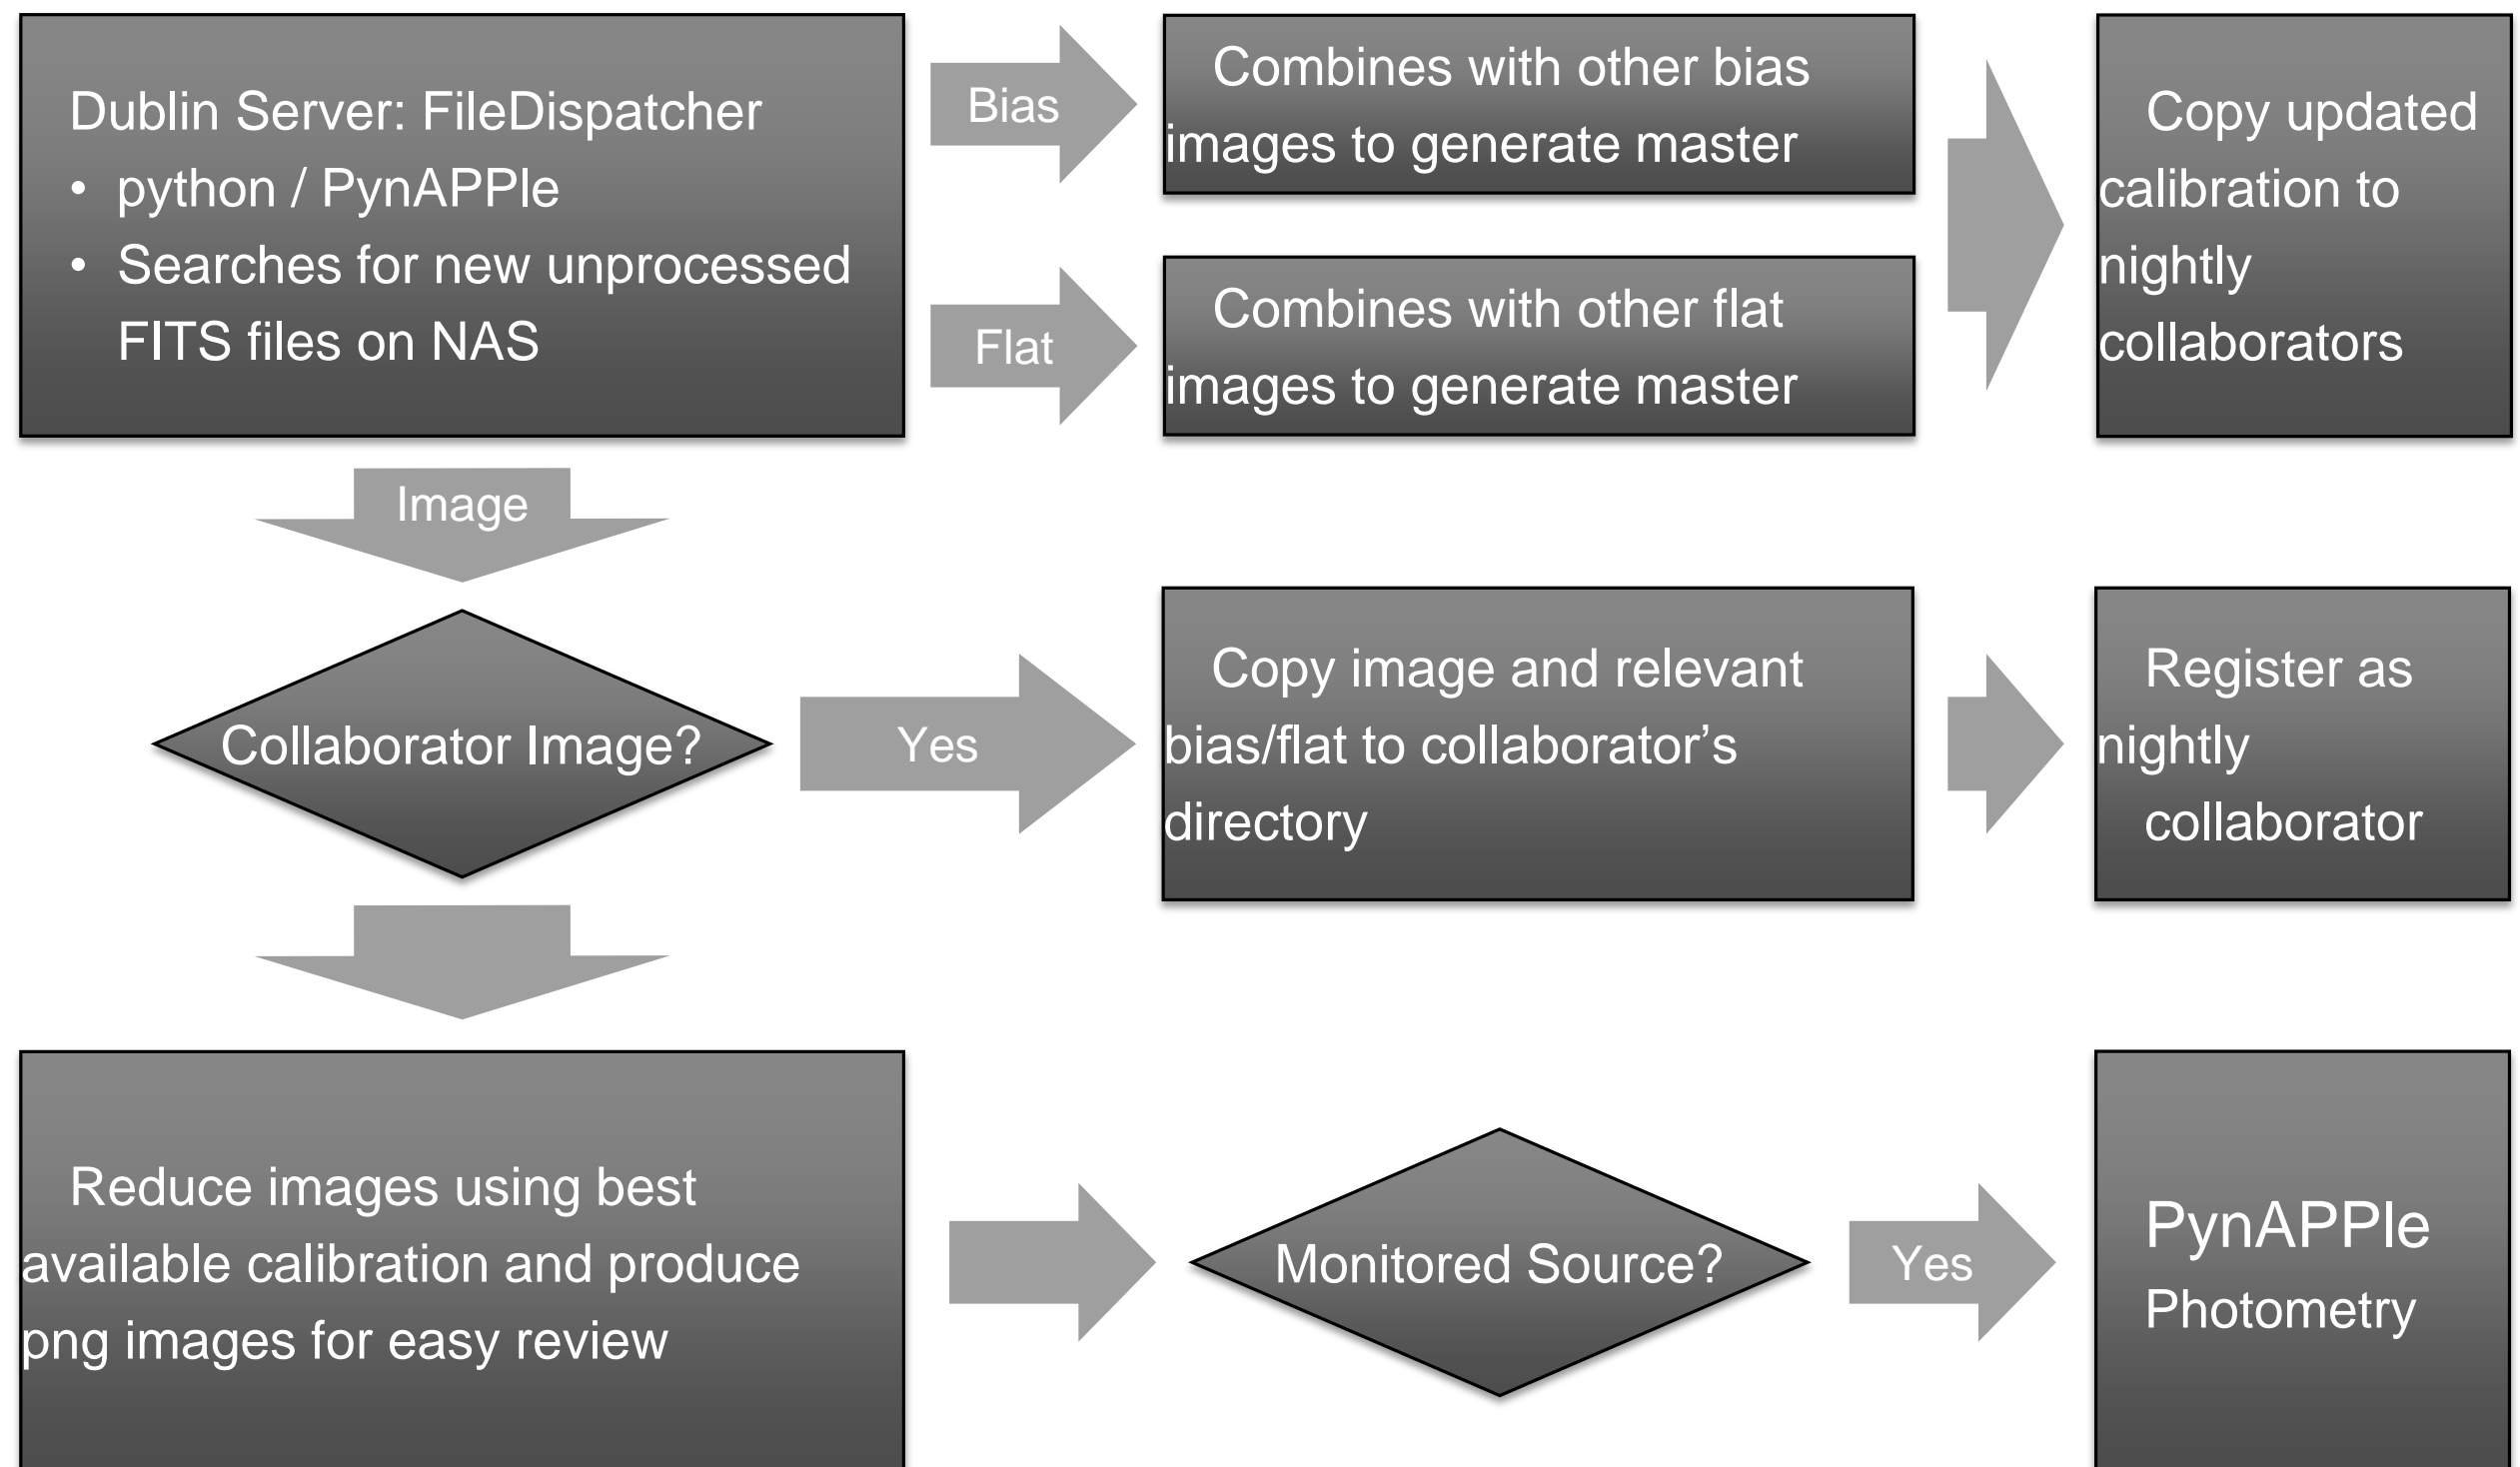 Dublin Server: FileDispatcher
• python / PynAPPle
• Searches for new unprocessed
FITS files on NAS
Bias
Combines with other bias
images to generate master
Flat
Combines with other flat
images to generate master
Copy updated
calibration to
nightly
collaborators
Image
Collaborator Image?
Yes
Copy image and relevant
bias/flat to collaborator’s
directory
Register as
nightly
collaborator
Reduce images using best
available calibration and produce
png images for easy review
Monitored Source?
Yes
PynAPPle
Photometry